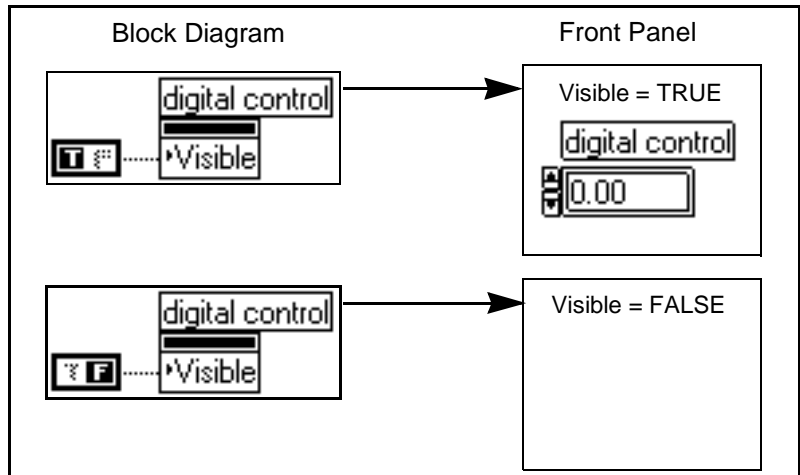 Block Diagram
Front Panel
digital control
T
Visible
Visible = TRUE
digital control
0.00
digital control
F
Visible
Visible = FALSE